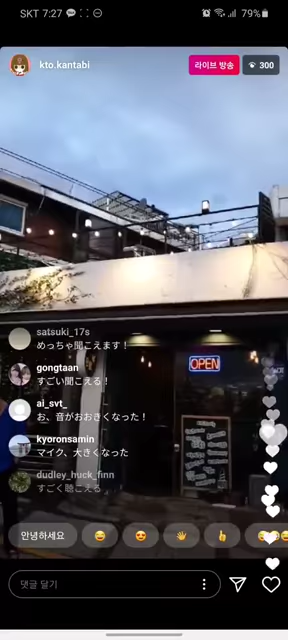 SKT 7:27
79%
kto.kantabi
라이브 방송
300
OPEN
satsuki_17s
めっちゃ聞こえます！
gongtaan
すごい聞こえる！
ai_svt_
お、音がおおきくなった！
kyoronsamin
マイク、大きくなった
dudley_huck_finn
すごく聴こえる
안녕하세요
댓글 달기